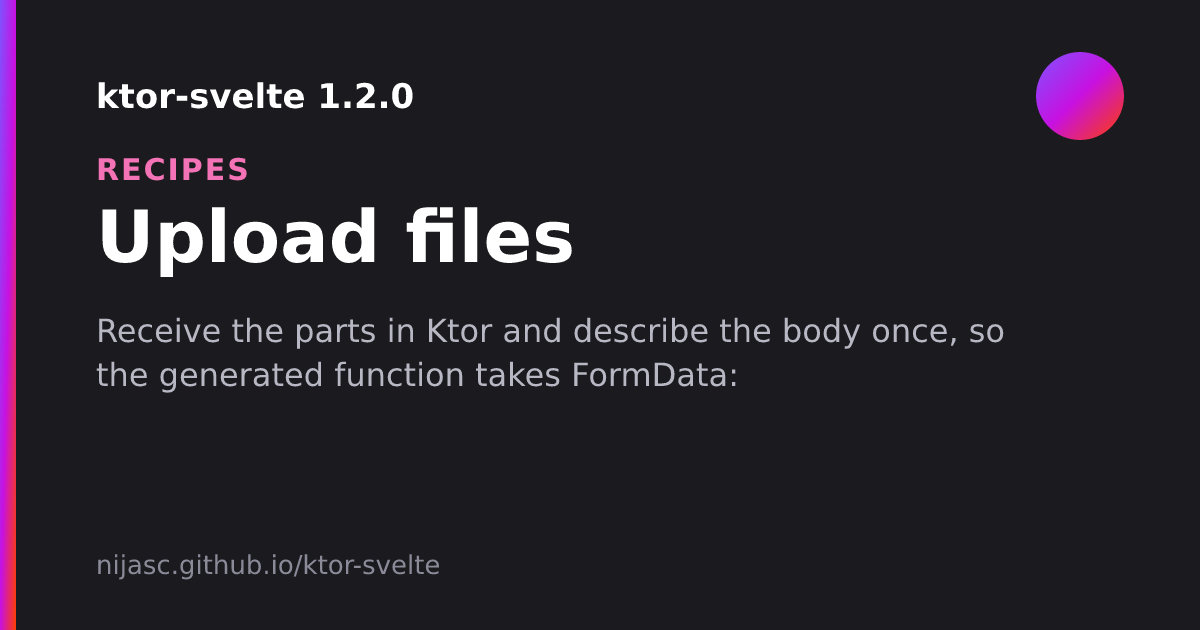 ktor-svelte 1.2.0
RECIPES
Upload files
Receive the parts in Ktor and describe the body once, so
the generated function takes FormData:
nijasc.github.io/ktor-svelte